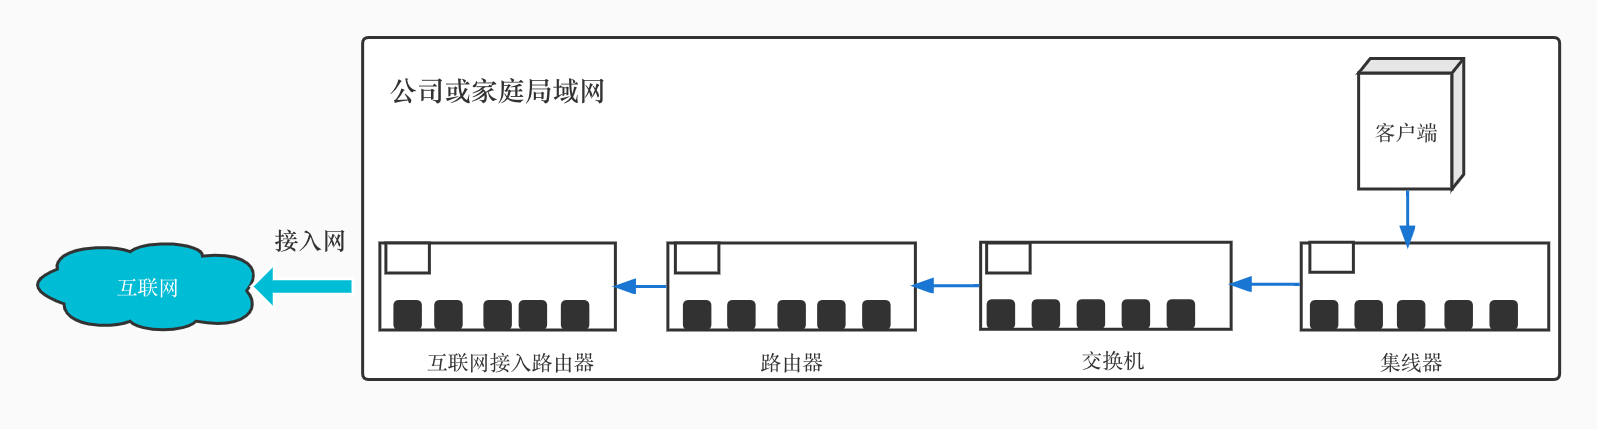 公司或家庭局域网
客户端
接入网
互联网
互联网接入路由器
路由器
交换机
集线器